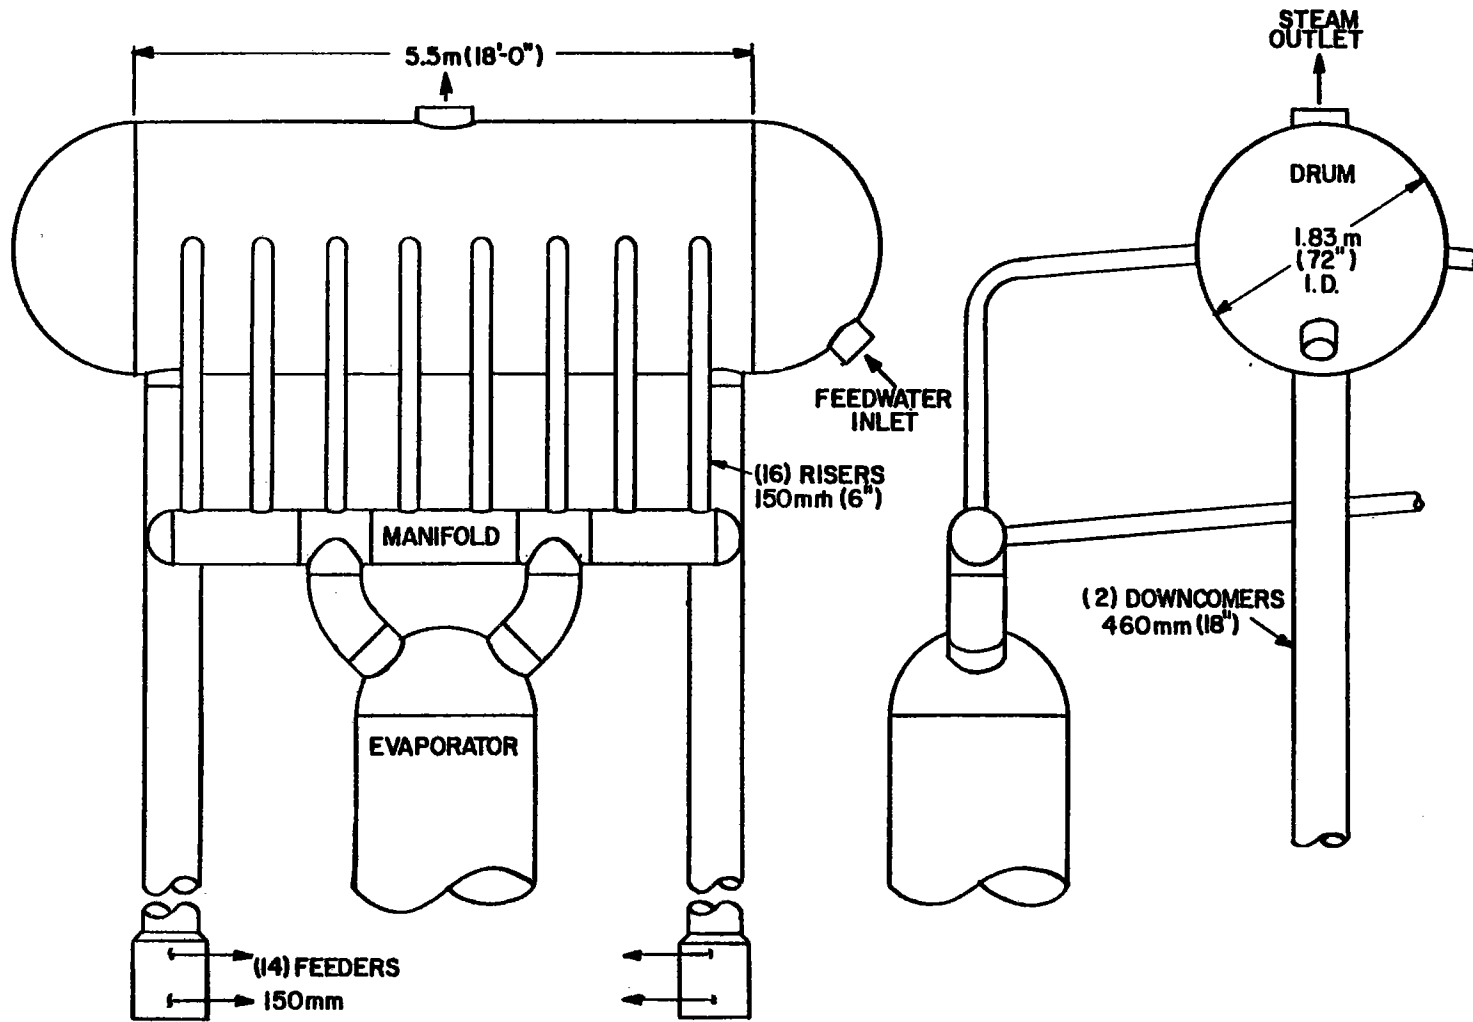 5.5m(18'-0")
STEAM
OUTLET
DRUM
1.83 m
(72")
I.D.
FEEDWATER
INLET
(16) RISERS
150mm (6")
MANIFOLD
(2) DOWNCOMERS
460mm (18")
EVAPORATOR
(14) FEEDERS
150mm